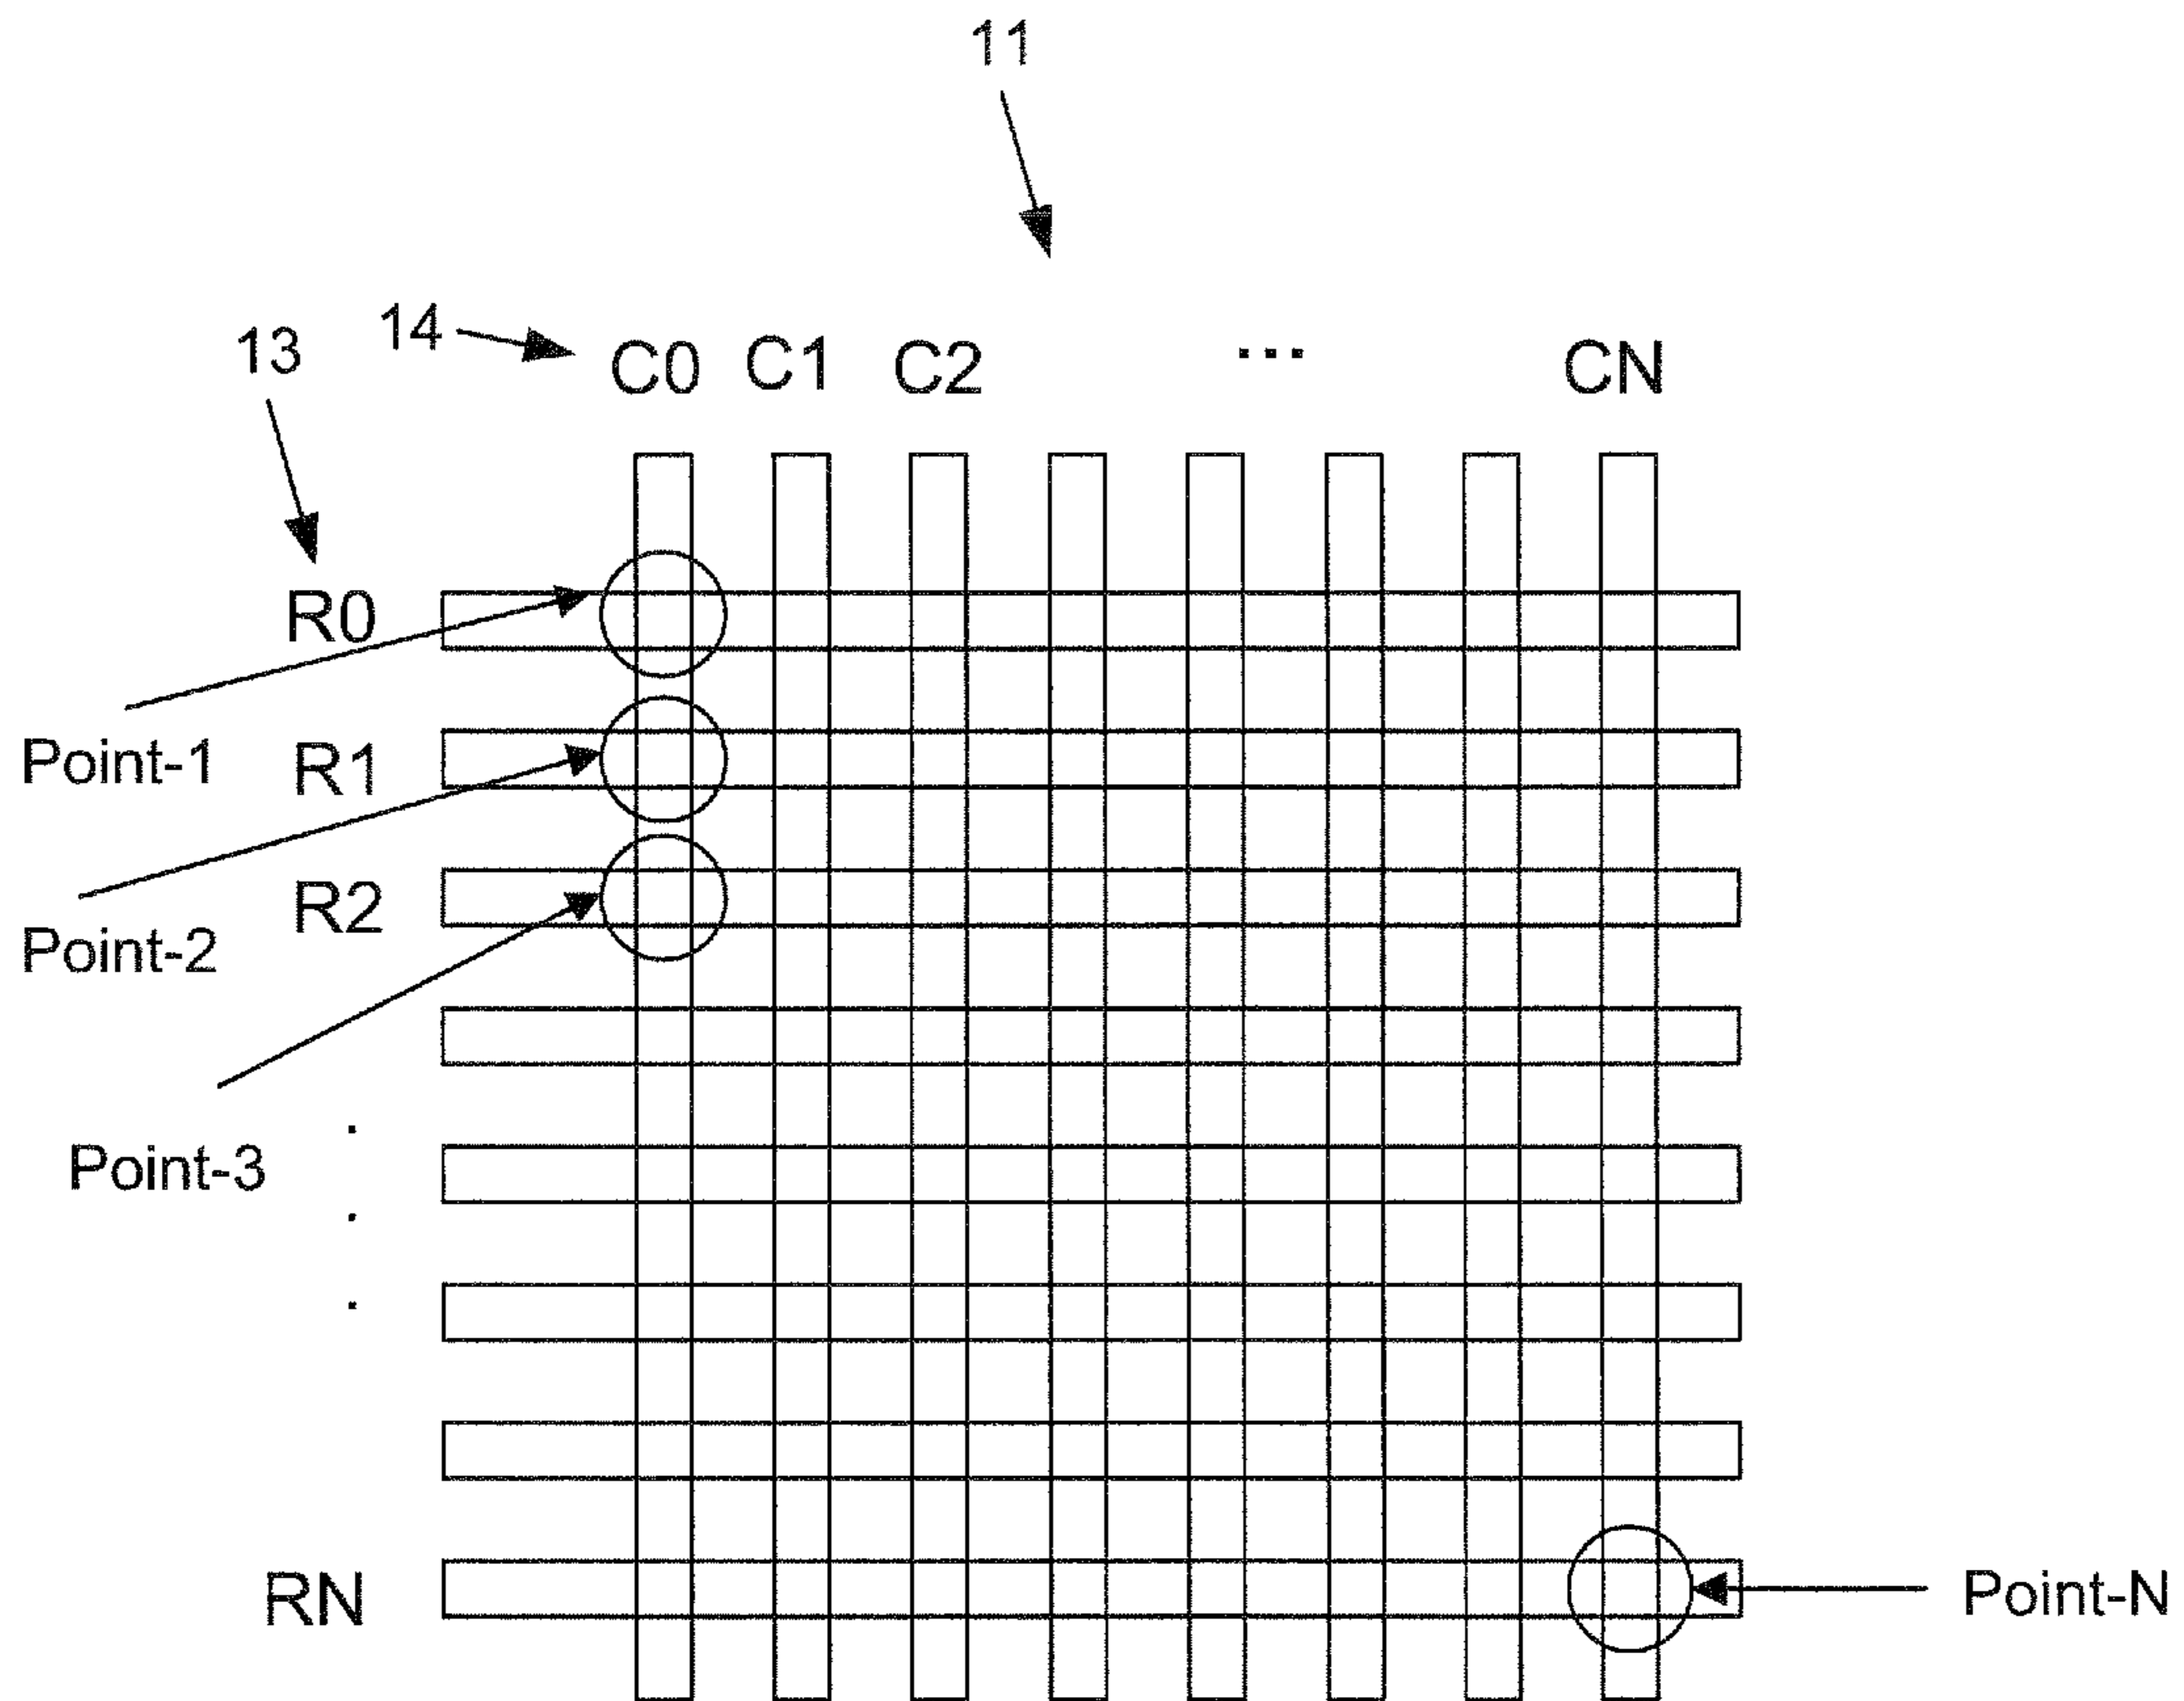 11
13
14
C0 C1 C2 ... CN
R0
Point-1
R1
R2
Point-2
Point-3
.
.
.
RN
Point-N